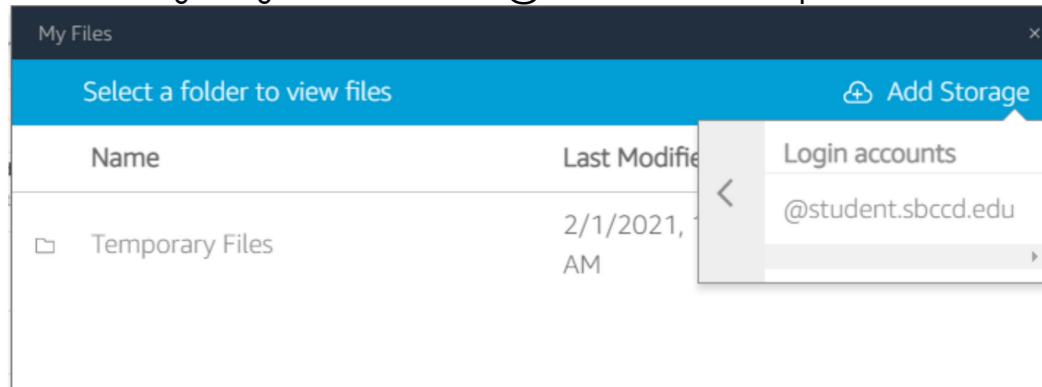 My Files
Select a folder to view files
Add Storage
Name
Last Modifie
Login accounts
@student.sbccd.edu
Temporary Files
2/1/2021,
AM